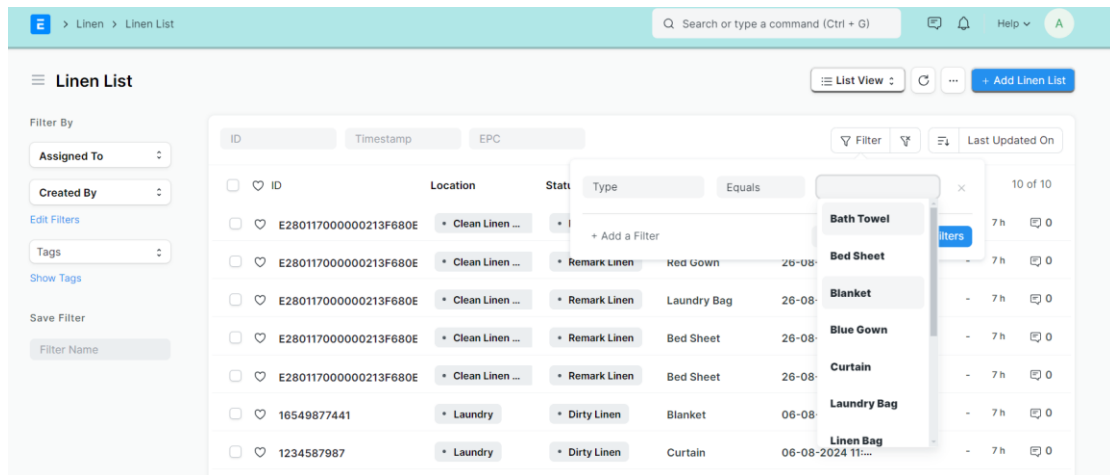 E > Linen > Linen List
Search or type a command (Ctrl + G)
Help
A
Linen List
List View
...
+ Add Linen List
Filter By
Assigned To
Created By
Edit Filters
Tags
Show Tags
Save Filter
Filter Name
ID Timestamp EPC
Filter
Last Updated On
ID Location 10 of 10
Type Equals
+ Add a Filter
Bath Towel
Bed Sheet
Blanket
Blue Gown
Curtain
Laundry Bag
Linen Bag
E280117000000213F680E • Clean Linen ... 7 h 0
E280117000000213F680E • Clean Linen ... • Remark Linen Red Gown 26-08- - 7 h 0
E280117000000213F680E • Clean Linen ... • Remark Linen Laundry Bag 26-08- - 7 h 0
E280117000000213F680E • Clean Linen ... • Remark Linen Bed Sheet 26-08- - 7 h 0
E280117000000213F680E • Clean Linen ... • Remark Linen Bed Sheet 26-08- - 7 h 0
16549877441 • Laundry • Dirty Linen Blanket 06-08- - 7 h 0
1234587987 • Laundry • Dirty Linen Curtain 06-08-2024 11:... - 7 h 0